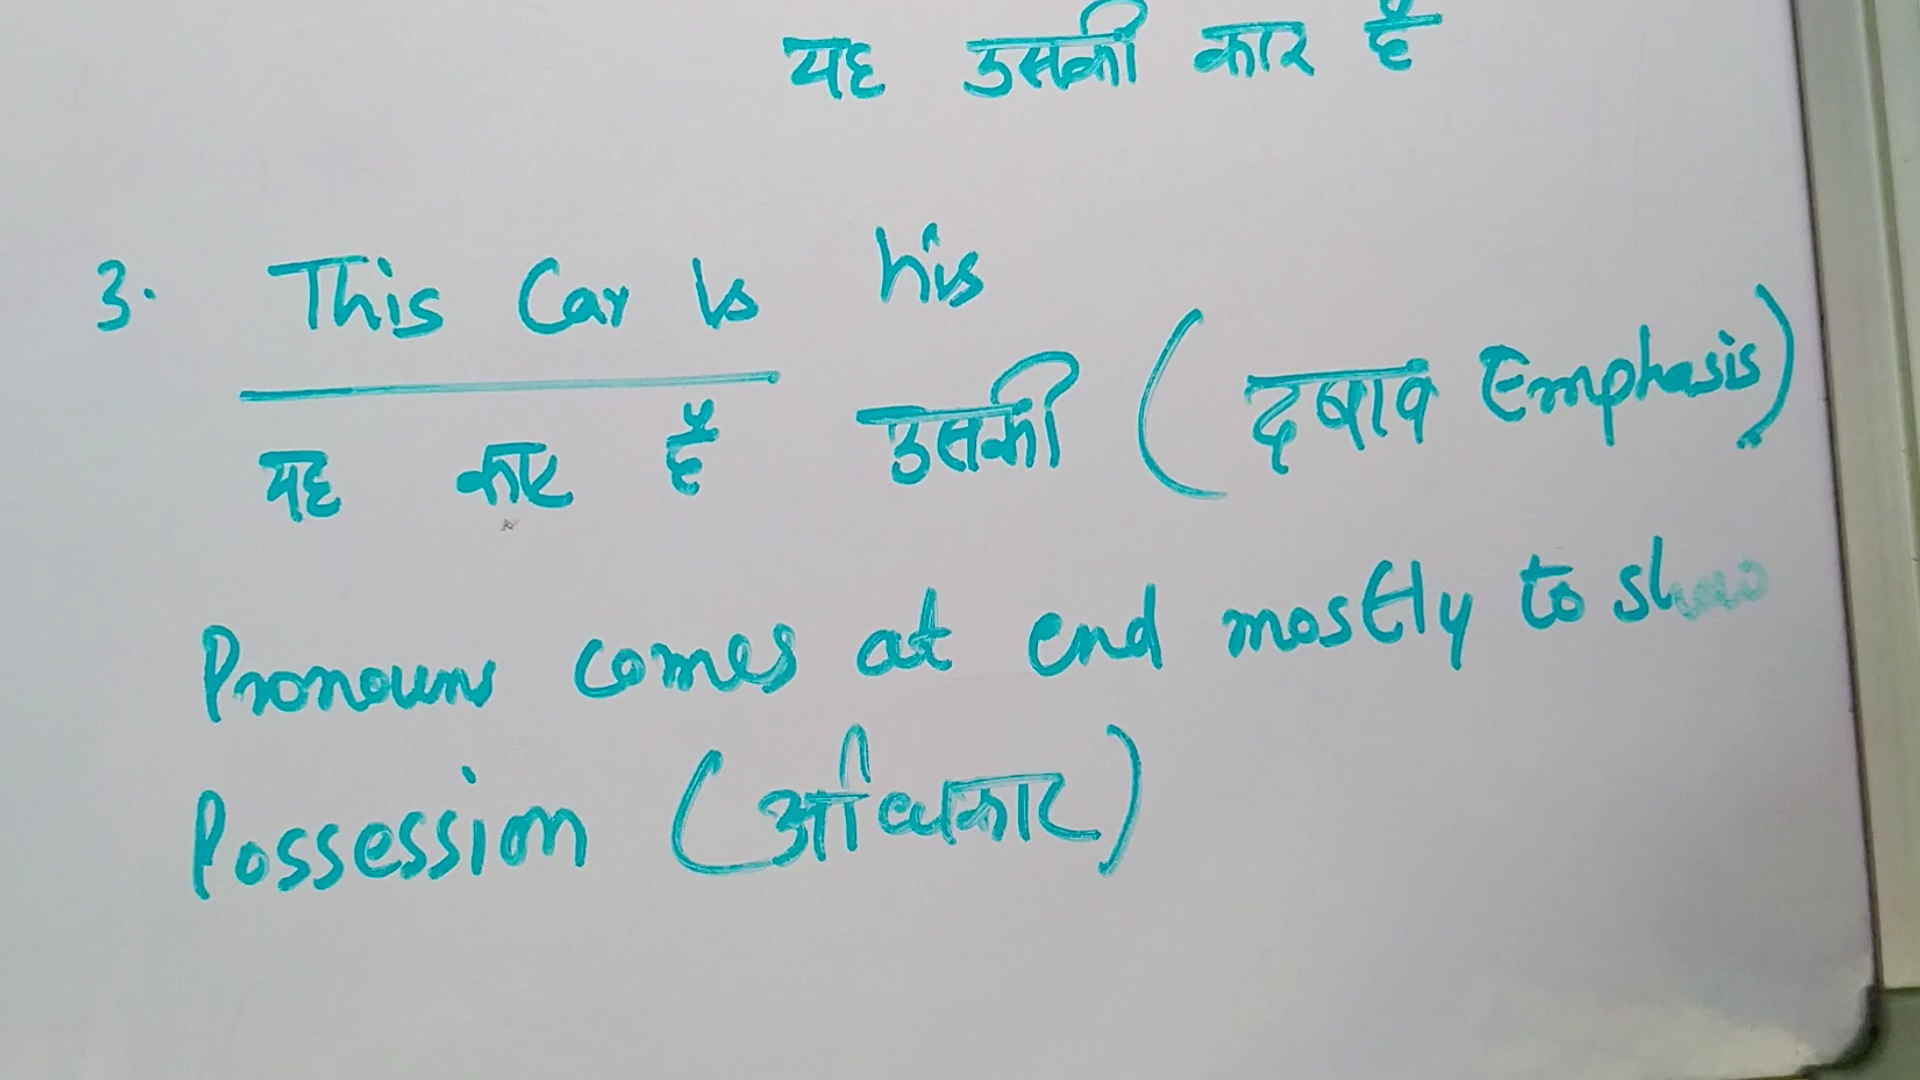 यह उसकी कार है
3. This Car is his
यह कार है उसकी (दबाव Emphasis)
Pronouns comes at end mostly to show
Possession (अधिकार)